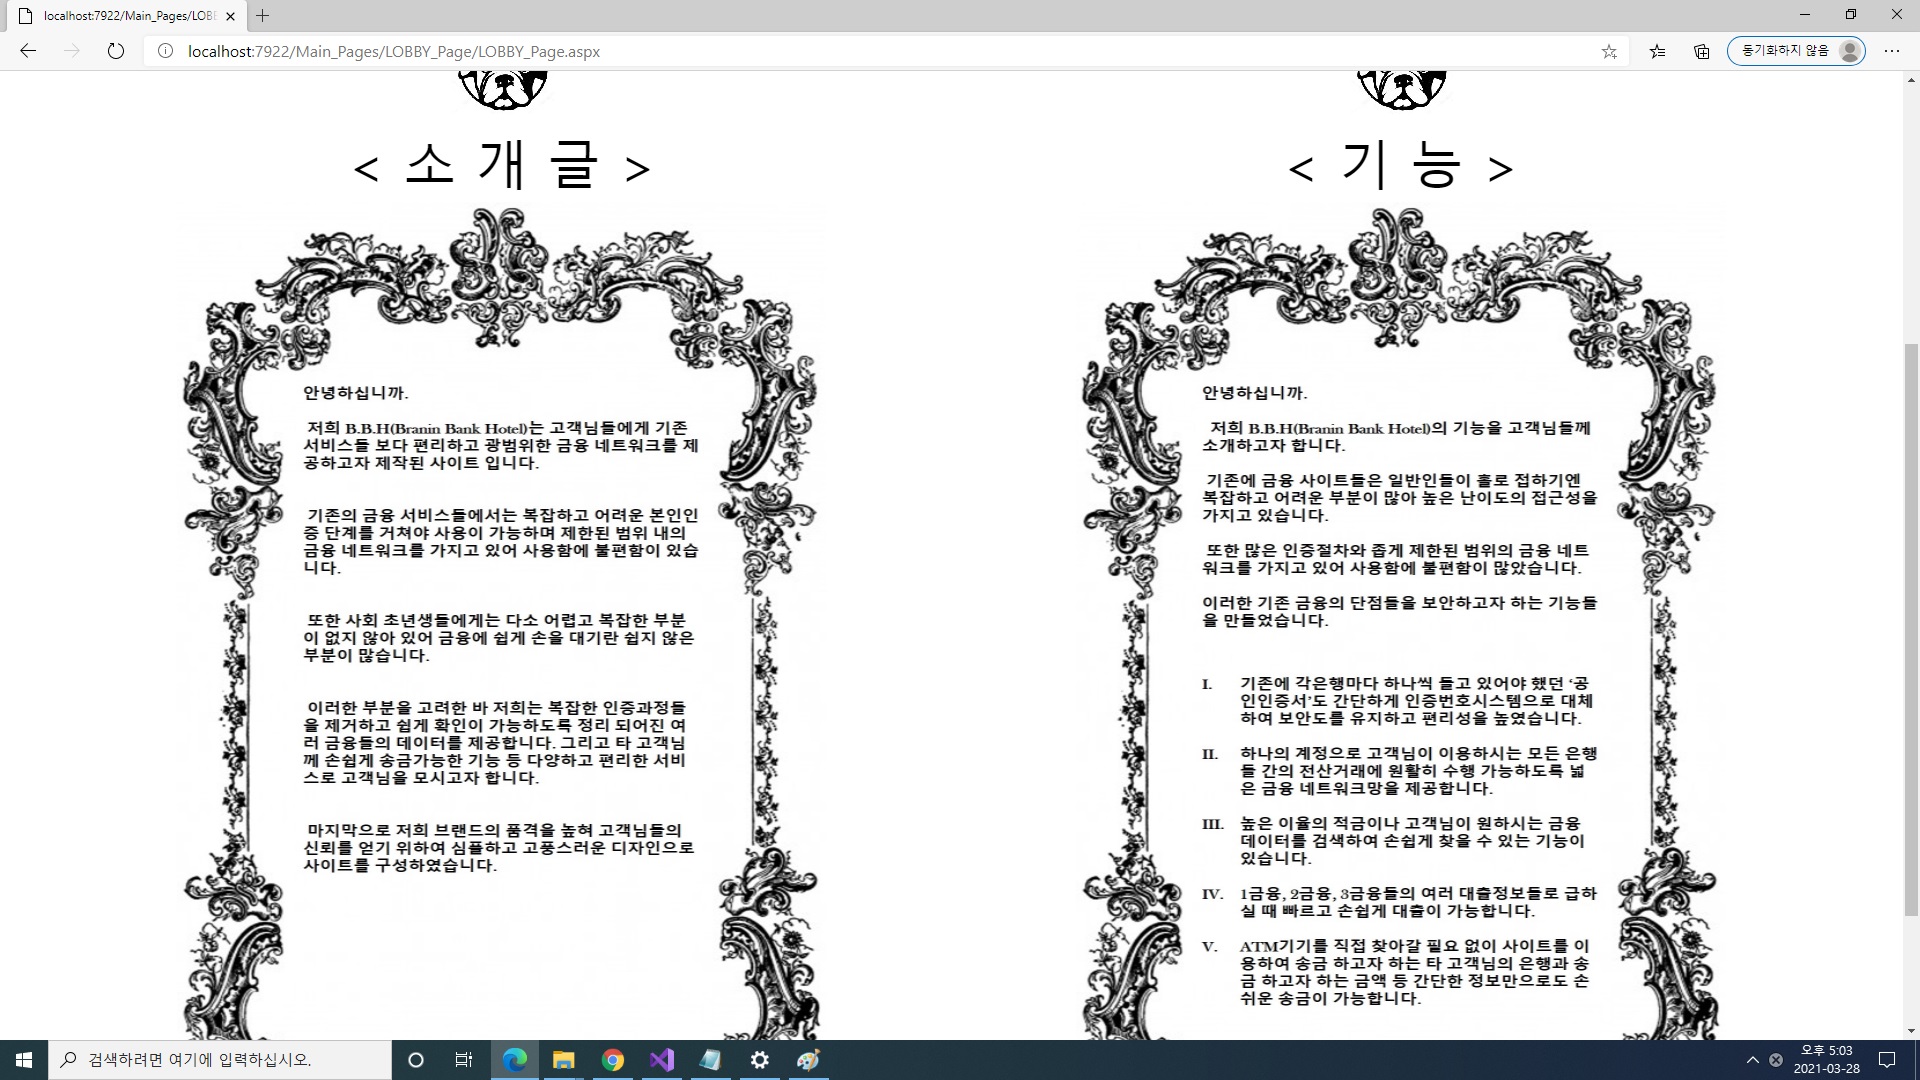 localhost:7922/Main_Pages/LOBB
localhost:7922/Main_Pages/LOBBY_Page/LOBBY_Page.aspx
동기화하지 않음
< 소 개 글 >
안녕하십니까.
저희 B.B.H(Branin Bank Hotel)는 고객님들에게 기존
서비스들 보다 편리하고 광범위한 금융 네트워크를 제
공하고자 제작된 사이트 입니다.
기존의 금융 서비스들에서는 복잡하고 어려운 본인인
증 단계를 거쳐야 사용이 가능하며 제한된 범위 내의
금융 네트워크를 가지고 있어 사용함에 불편함이 있습
니다.
또한 사회 초년생들에게는 다소 어렵고 복잡한 부분
이 없지 않아 있어 금융에 쉽게 손을 대기란 쉽지 않은
부분이 많습니다.
이러한 부분을 고려한 바 저희는 복잡한 인증과정들
을 제거하고 쉽게 확인이 가능하도록 정리 되어진 여
러 금융들의 데이터를 제공합니다. 그리고 타 고객님
께 손쉽게 송금가능한 기능 등 다양하고 편리한 서비
스로 고객님을 모시고자 합니다.
마지막으로 저희 브랜드의 품격을 높혀 고객님들의
신뢰를 얻기 위하여 심플하고 고풍스러운 디자인으로
사이트를 구성하였습니다.
< 기 능 >
안녕하십니까.
저희 B.B.H(Branin Bank Hotel)의 기능을 고객님들께
소개하고자 합니다.
기존에 금융 사이트들은 일반인들이 홀로 접하기엔
복잡하고 어려운 부분이 많아 높은 난이도의 접근성을
가지고 있습니다.
또한 많은 인증절차와 좁게 제한된 범위의 금융 네트
워크를 가지고 있어 사용함에 불편함이 많았습니다.
이러한 기존 금융의 단점들을 보안하고자 하는 기능들
을 만들었습니다.
I. 기존에 각은행마다 하나씩 들고 있어야 했던 ‘공
인인증서’도 간단하게 인증번호시스템으로 대체
하여 보안도를 유지하고 편리성을 높였습니다.
II. 하나의 계정으로 고객님이 이용하시는 모든 은행
들 간의 전산거래에 원활히 수행 가능하도록 넓
은 금융 네트워크망을 제공합니다.
III. 높은 이율의 적금이나 고객님이 원하시는 금융
데이터를 검색하여 손쉽게 찾을 수 있는 기능이
있습니다.
IV. 1금융, 2금융, 3금융들의 여러 대출정보들로 급하
실 때 빠르고 손쉽게 대출이 가능합니다.
V. ATM기기를 직접 찾아갈 필요 없이 사이트를 이
용하여 송금 하고자 하는 타 고객님의 은행과 송
금 하고자 하는 금액 등 간단한 정보만으로도 손
쉬운 송금이 가능합니다.
검색하려면 여기에 입력하십시오.
오후 5:03
2021-03-28